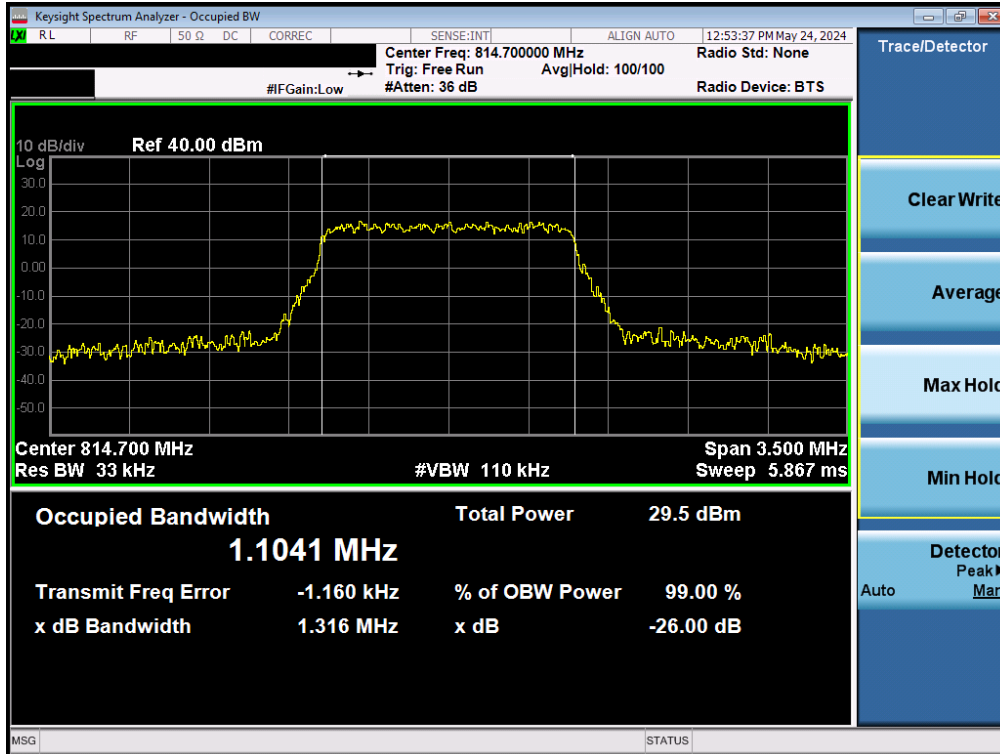 Keysight Spectrum Analyzer - Occupied BW
LXI RL RF 50 Ω DC CORREC SENSE:INT ALIGN AUTO 12:53:37 PM May 24, 2024
Center Freq: 814.700000 MHz Radio Std: None
Trig: Free Run Avg|Hold: 100/100
#IFGain:Low #Atten: 36 dB Radio Device: BTS
Trace/Detector
10 dB/div Ref 40.00 dBm
Log
30.0
20.0
10.0
0.00
-10.0
-20.0
-30.0
-40.0
-50.0
Center 814.700 MHz Span 3.500 MHz
Res BW 33 kHz #VBW 110 kHz Sweep 5.867 ms
Occupied Bandwidth Total Power 29.5 dBm
1.1041 MHz
Transmit Freq Error -1.160 kHz % of OBW Power 99.00 %
x dB Bandwidth 1.316 MHz x dB -26.00 dB
Clear Write
Average
Max Hold
Min Hold
Detector
Peak
Auto Man
MSG STATUS